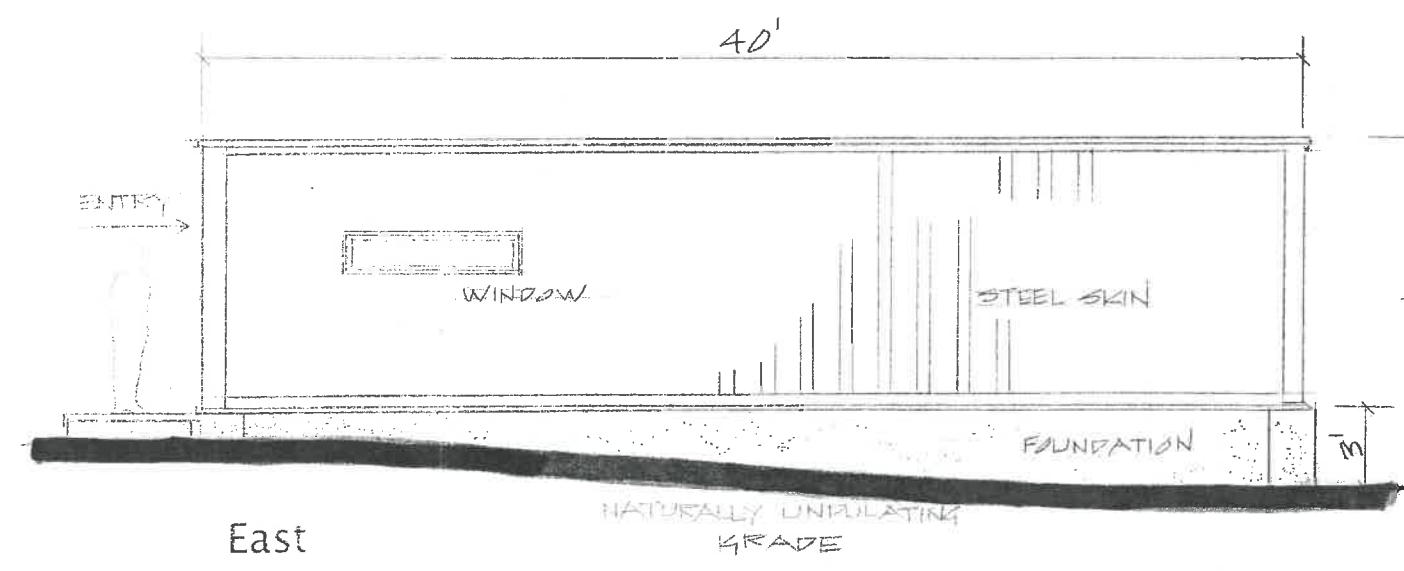 40'
ENTRY
WINDOW
STEEL SKIN
FOUNDATION
3'
NATURALLY UNDULATING
GRADE
East